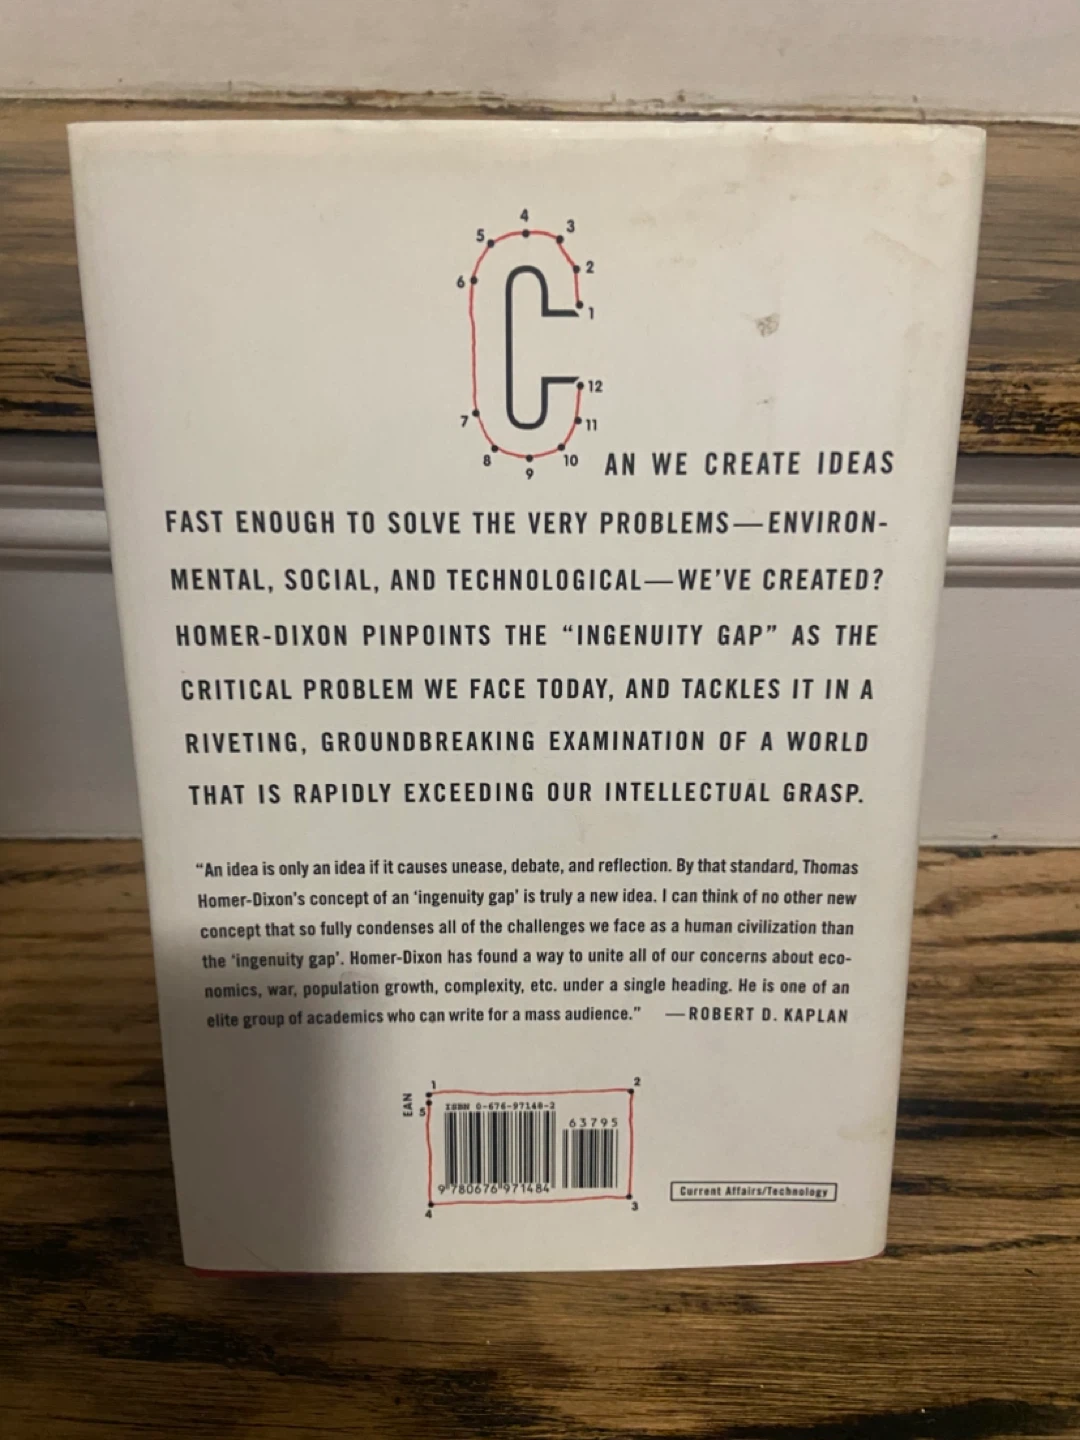 4
3
5
2
6
1
C
12
7
11
8
10
9
AN WE CREATE IDEAS
FAST ENOUGH TO SOLVE THE VERY PROBLEMS—ENVIRON-
MENTAL, SOCIAL, AND TECHNOLOGICAL—WE'VE CREATED?
HOMER-DIXON PINPOINTS THE “INGENUITY GAP” AS THE
CRITICAL PROBLEM WE FACE TODAY, AND TACKLES IT IN A
RIVETING, GROUNDBREAKING EXAMINATION OF A WORLD
THAT IS RAPIDLY EXCEEDING OUR INTELLECTUAL GRASP.
“An idea is only an idea if it causes unease, debate, and reflection. By that standard, Thomas
Homer-Dixon's concept of an ‘ingenuity gap’ is truly a new idea. I can think of no other new
concept that so fully condenses all of the challenges we face as a human civilization than
the ‘ingenuity gap’. Homer-Dixon has found a way to unite all of our concerns about eco-
nomics, war, population growth, complexity, etc. under a single heading. He is one of an
elite group of academics who can write for a mass audience.” —ROBERT D. KAPLAN
1
2
EAN
5
ISBN 0-676-97148-2
63795
9 780676 971484
4
3
Current Affairs/Technology